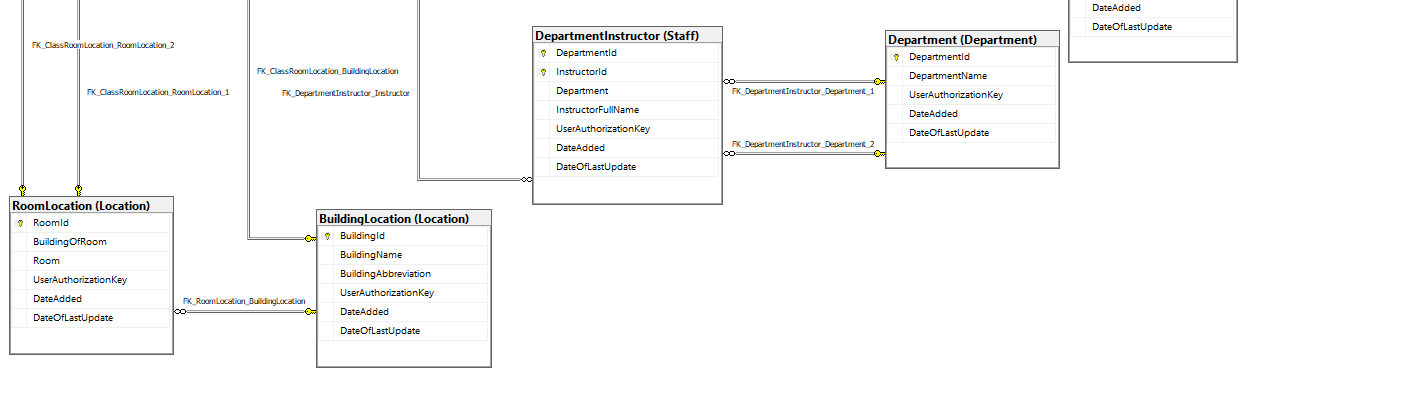 DateAdded
DateOfLastUpdate
FK_ClassRoomLocation_RoomLocation_2
FK_ClassRoomLocation_RoomLocation_1
FK_ClassRoomLocation_BuildingLocation
FK_DepartmentInstructor_Instructor
DepartmentInstructor (Staff)
DepartmentId
InstructorId
Department
InstructorFullName
UserAuthorizationKey
DateAdded
DateOfLastUpdate
FK_DepartmentInstructor_Department_1
FK_DepartmentInstructor_Department_2
Department (Department)
DepartmentId
DepartmentName
UserAuthorizationKey
DateAdded
DateOfLastUpdate
RoomLocation (Location)
RoomId
BuildingOfRoom
Room
UserAuthorizationKey
DateAdded
DateOfLastUpdate
FK_RoomLocation_BuildingLocation
BuildingLocation (Location)
BuildingId
BuildingName
BuildingAbbreviation
UserAuthorizationKey
DateAdded
DateOfLastUpdate